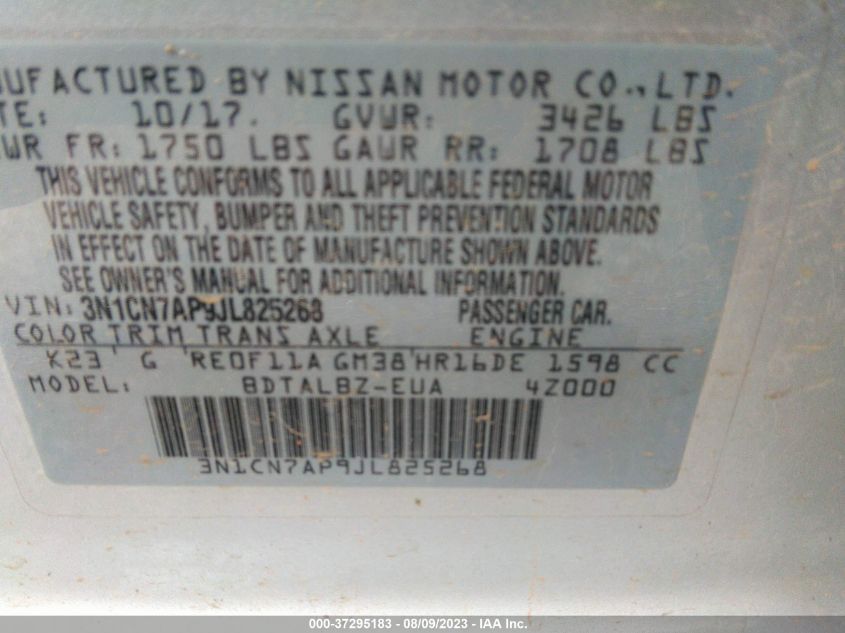 UFACTURED BY NISSAN MOTOR CO., LTD.
TE: 10/17. GVWR: 3426 LBS
WR FR: 1750 LBS GAWR RR: 1708 LBS
THIS VEHICLE CONFORMS TO ALL APPLICABLE FEDERAL MOTOR
VEHICLE SAFETY, BUMPER AND THEFT PREVENTION STANDARDS
IN EFFECT ON THE DATE OF MANUFACTURE SHOWN ABOVE.
SEE OWNER'S MANUAL FOR ADDITIONAL INFORMATION.
VIN: 3N1CN7AP9JL825268 PASSENGER CAR.
COLOR TRIM TRANS AXLE ENGINE
K23 G RE0F11A GM38 HR16DE 1598 CC
MODEL: BDTALBZ-EUA 4Z000
3N1CN7AP9JL825268
000-37295183 - 08/09/2023 - IAA Inc.